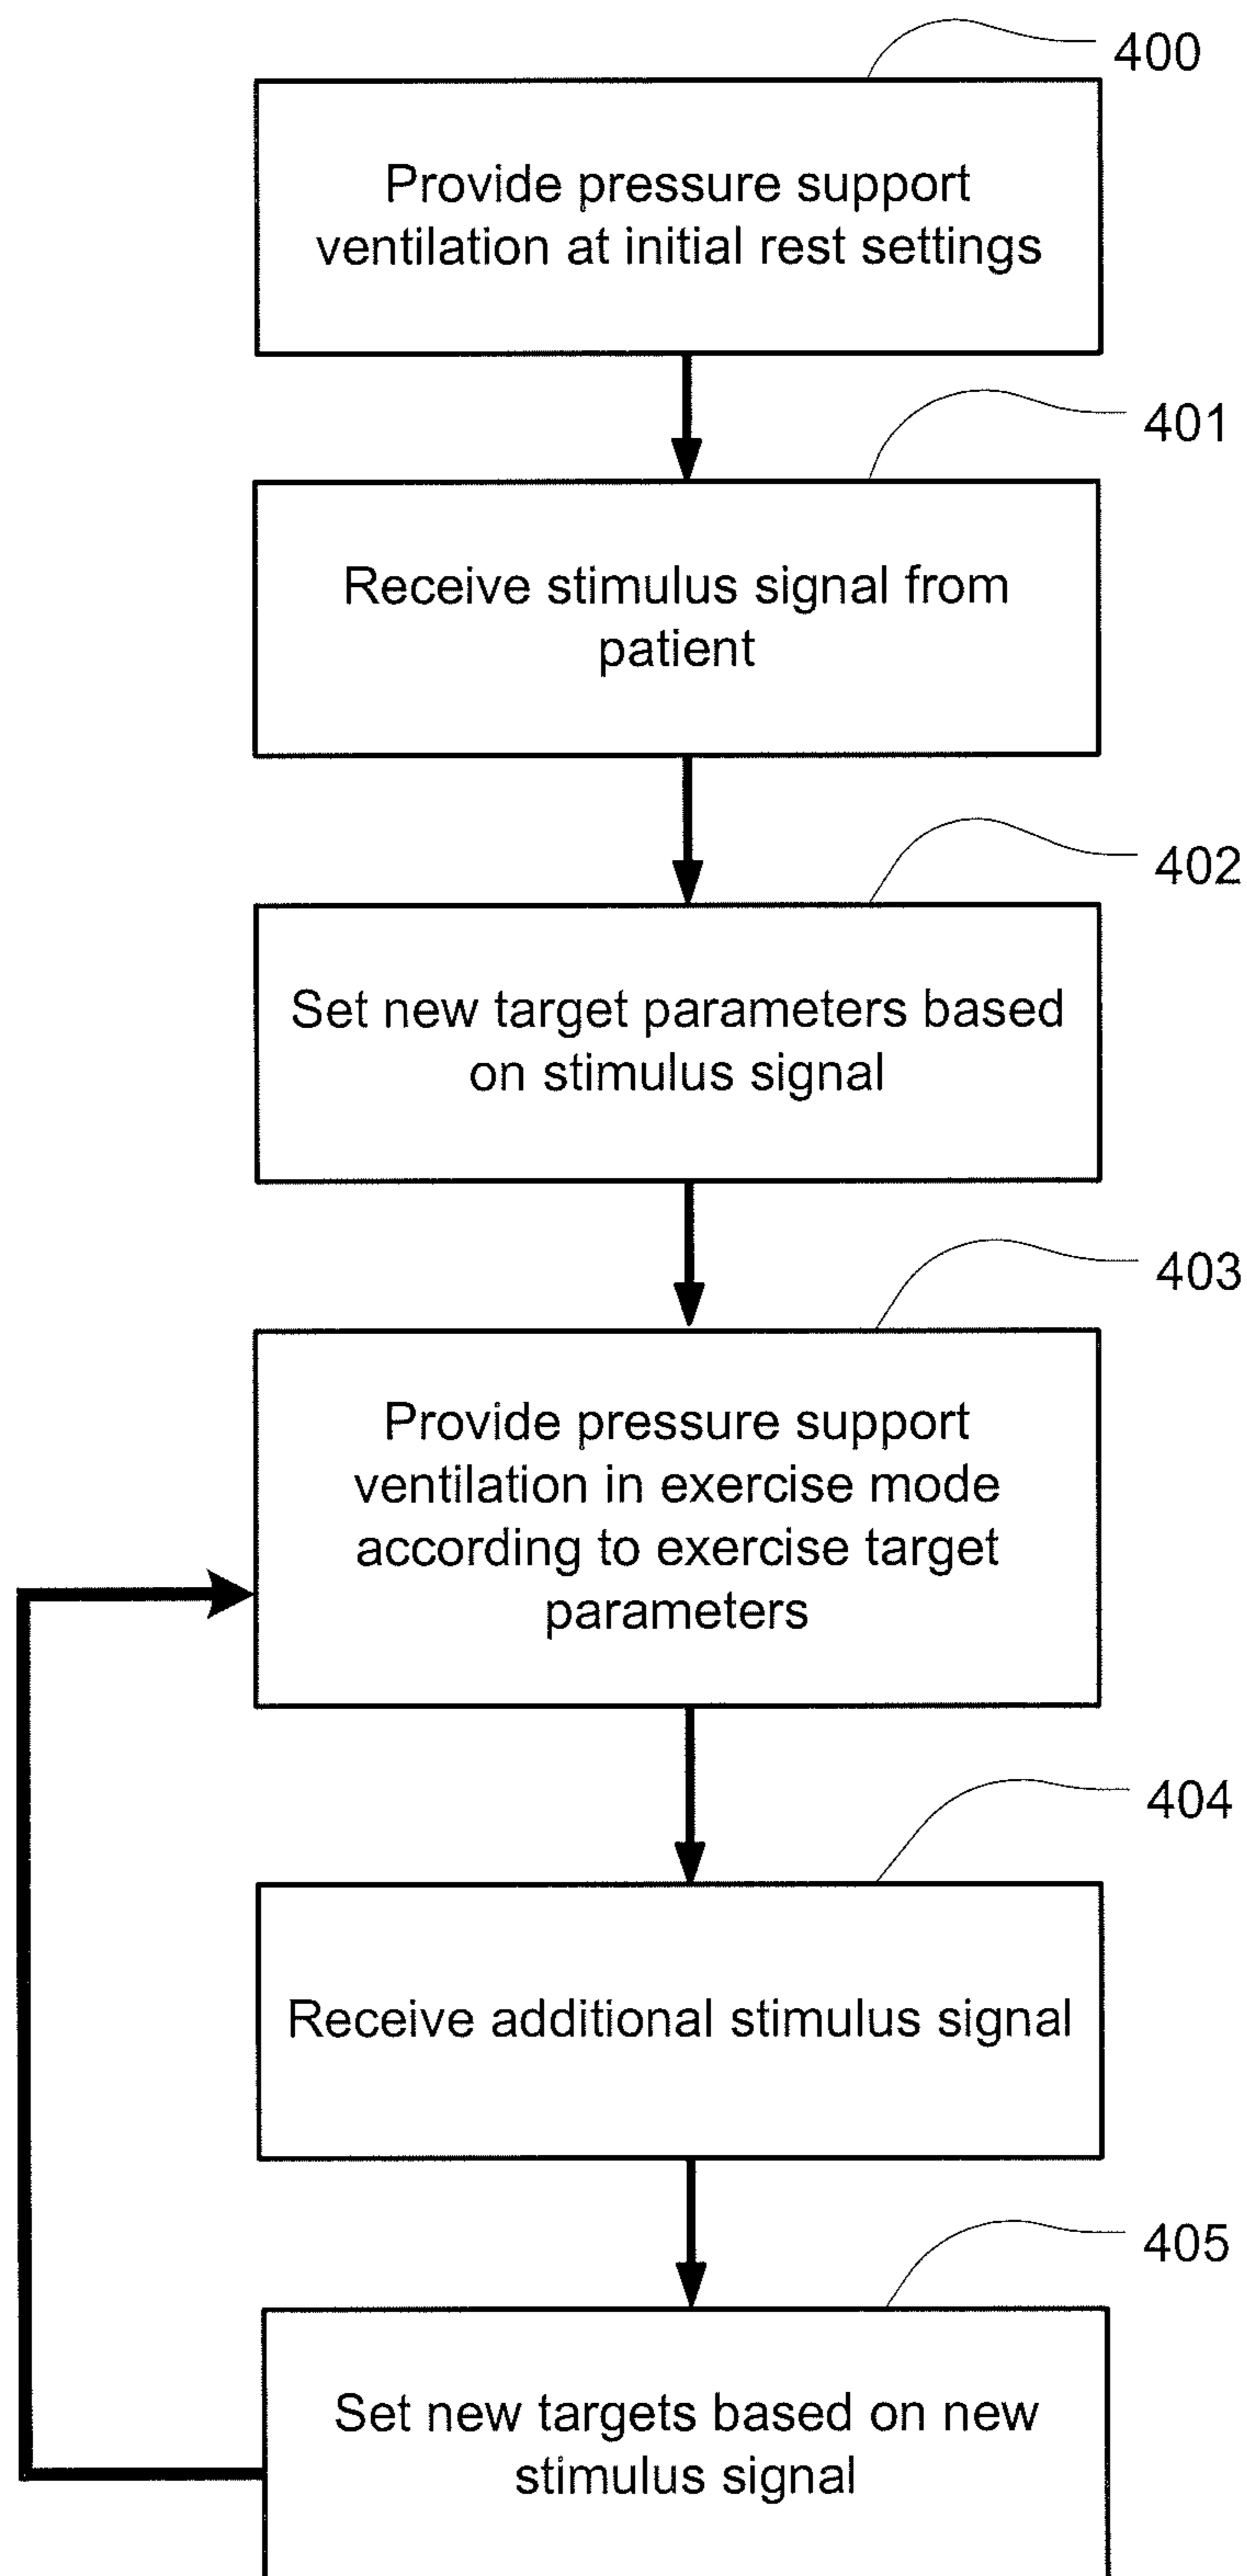 400
Provide pressure support
ventilation at initial rest settings
401
Receive stimulus signal from
patient
402
Set new target parameters based
on stimulus signal
403
Provide pressure support
ventilation in exercise mode
according to exercise target
parameters
404
Receive additional stimulus signal
405
Set new targets based on new
stimulus signal